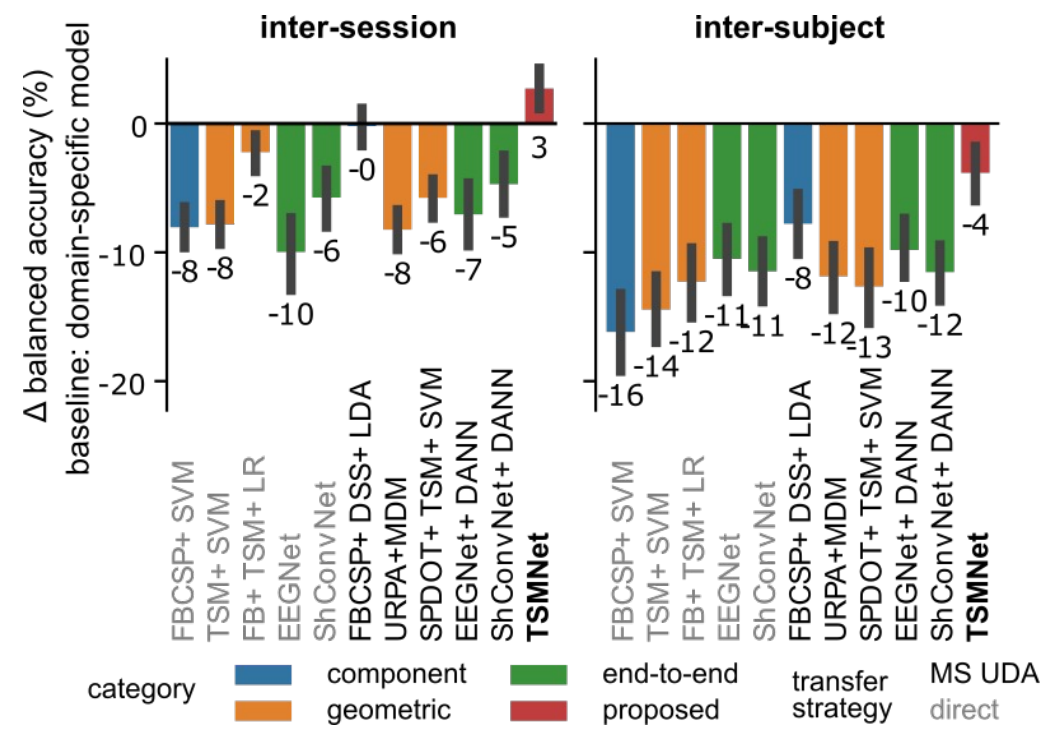 inter-session
inter-subject
Δ balanced accuracy (%)
baseline: domain-specific model
0
-10
-20
-8
-8
-2
-10
-6
-0
-8
-6
-7
-5
3
-16
-14
-12
-11
-11
-8
-12
-13
-10
-12
-4
FBCSP+ SVM
TSM+ SVM
FB+ TSM+ LR
EEGNet
ShConvNet
FBCSP+ DSS+ LDA
URPA+MDM
SPDOT+ TSM+ SVM
EEGNet+ DANN
ShConvNet+ DANN
TSMNet
FBCSP+ SVM
TSM+ SVM
FB+ TSM+ LR
EEGNet
ShConvNet
FBCSP+ DSS+ LDA
URPA+MDM
SPDOT+ TSM+ SVM
EEGNet+ DANN
ShConvNet+ DANN
TSMNet
category
component
geometric
end-to-end
proposed
transfer
strategy
MS UDA
direct